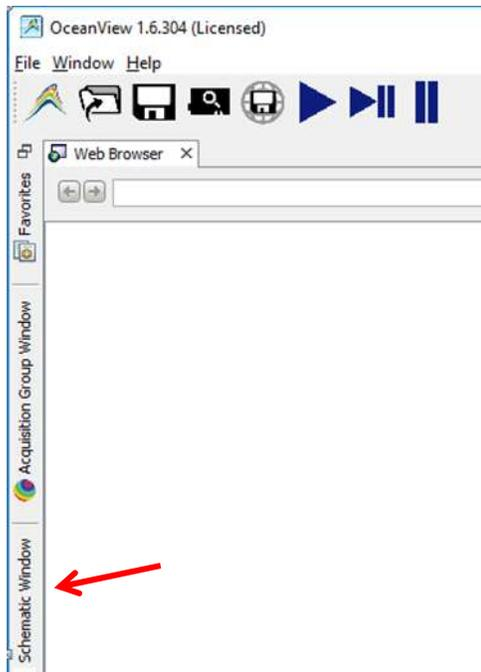 OceanView 1.6.304 (Licensed)
File Window Help
Web Browser
Favorites
Acquisition Group Window
Schematic Window